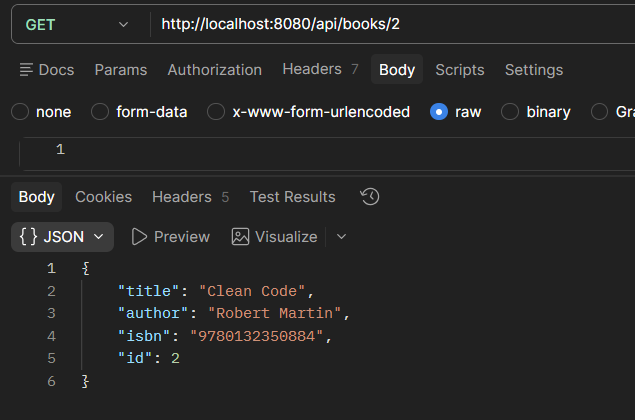 GET http://localhost:8080/api/books/2
Docs Params Authorization Headers 7 Body Scripts Settings
none form-data x-www-form-urlencoded raw binary Gra
1
Body Cookies Headers 5 Test Results
{} JSON Preview Visualize
1 {
2 "title": "Clean Code",
3 "author": "Robert Martin",
4 "isbn": "9780132350884",
5 "id": 2
6 }